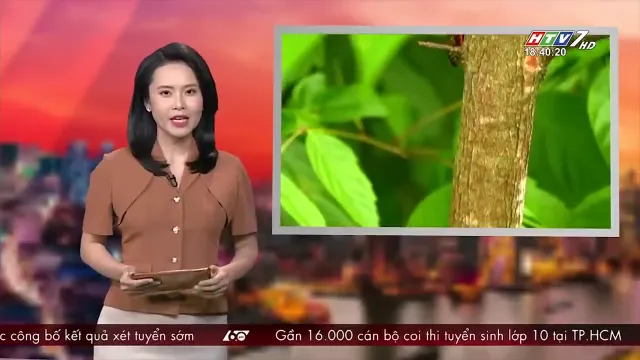 HTV7 HD
18:40:20
c công bố kết quả xét tuyển sớm 60 Gần 16.000 cán bộ coi thi tuyển sinh lớp 10 tại TP.HCM